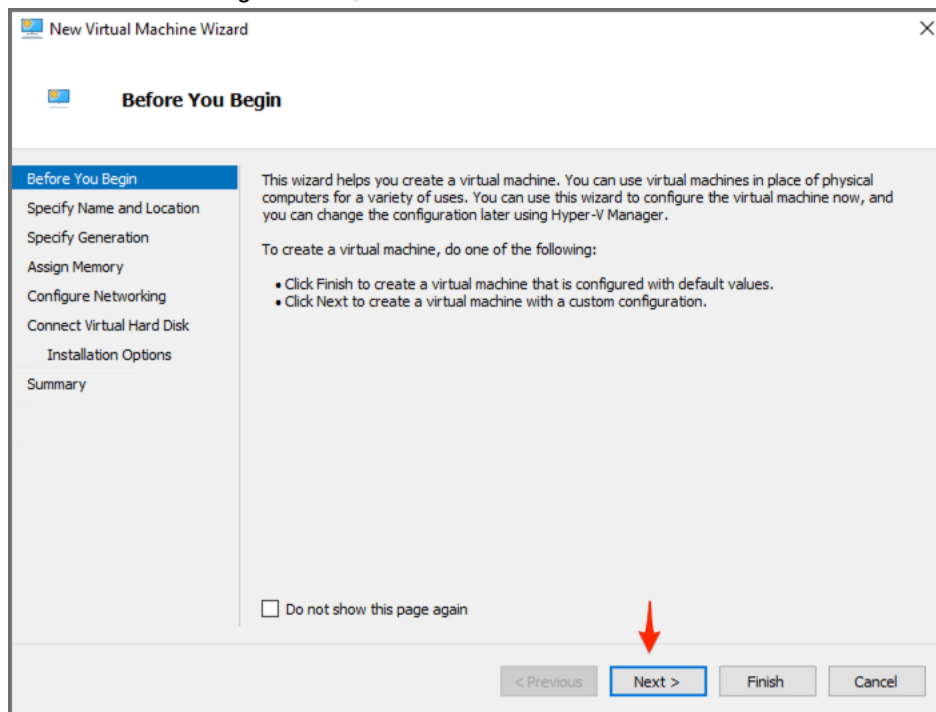 New Virtual Machine Wizard
Before You Begin
Before You Begin
Specify Name and Location
Specify Generation
Assign Memory
Configure Networking
Connect Virtual Hard Disk
Installation Options
Summary
This wizard helps you create a virtual machine. You can use virtual machines in place of physical
computers for a variety of uses. You can use this wizard to configure the virtual machine now, and
you can change the configuration later using Hyper-V Manager.
To create a virtual machine, do one of the following:
• Click Finish to create a virtual machine that is configured with default values.
• Click Next to create a virtual machine with a custom configuration.
Do not show this page again
< Previous Next > Finish Cancel